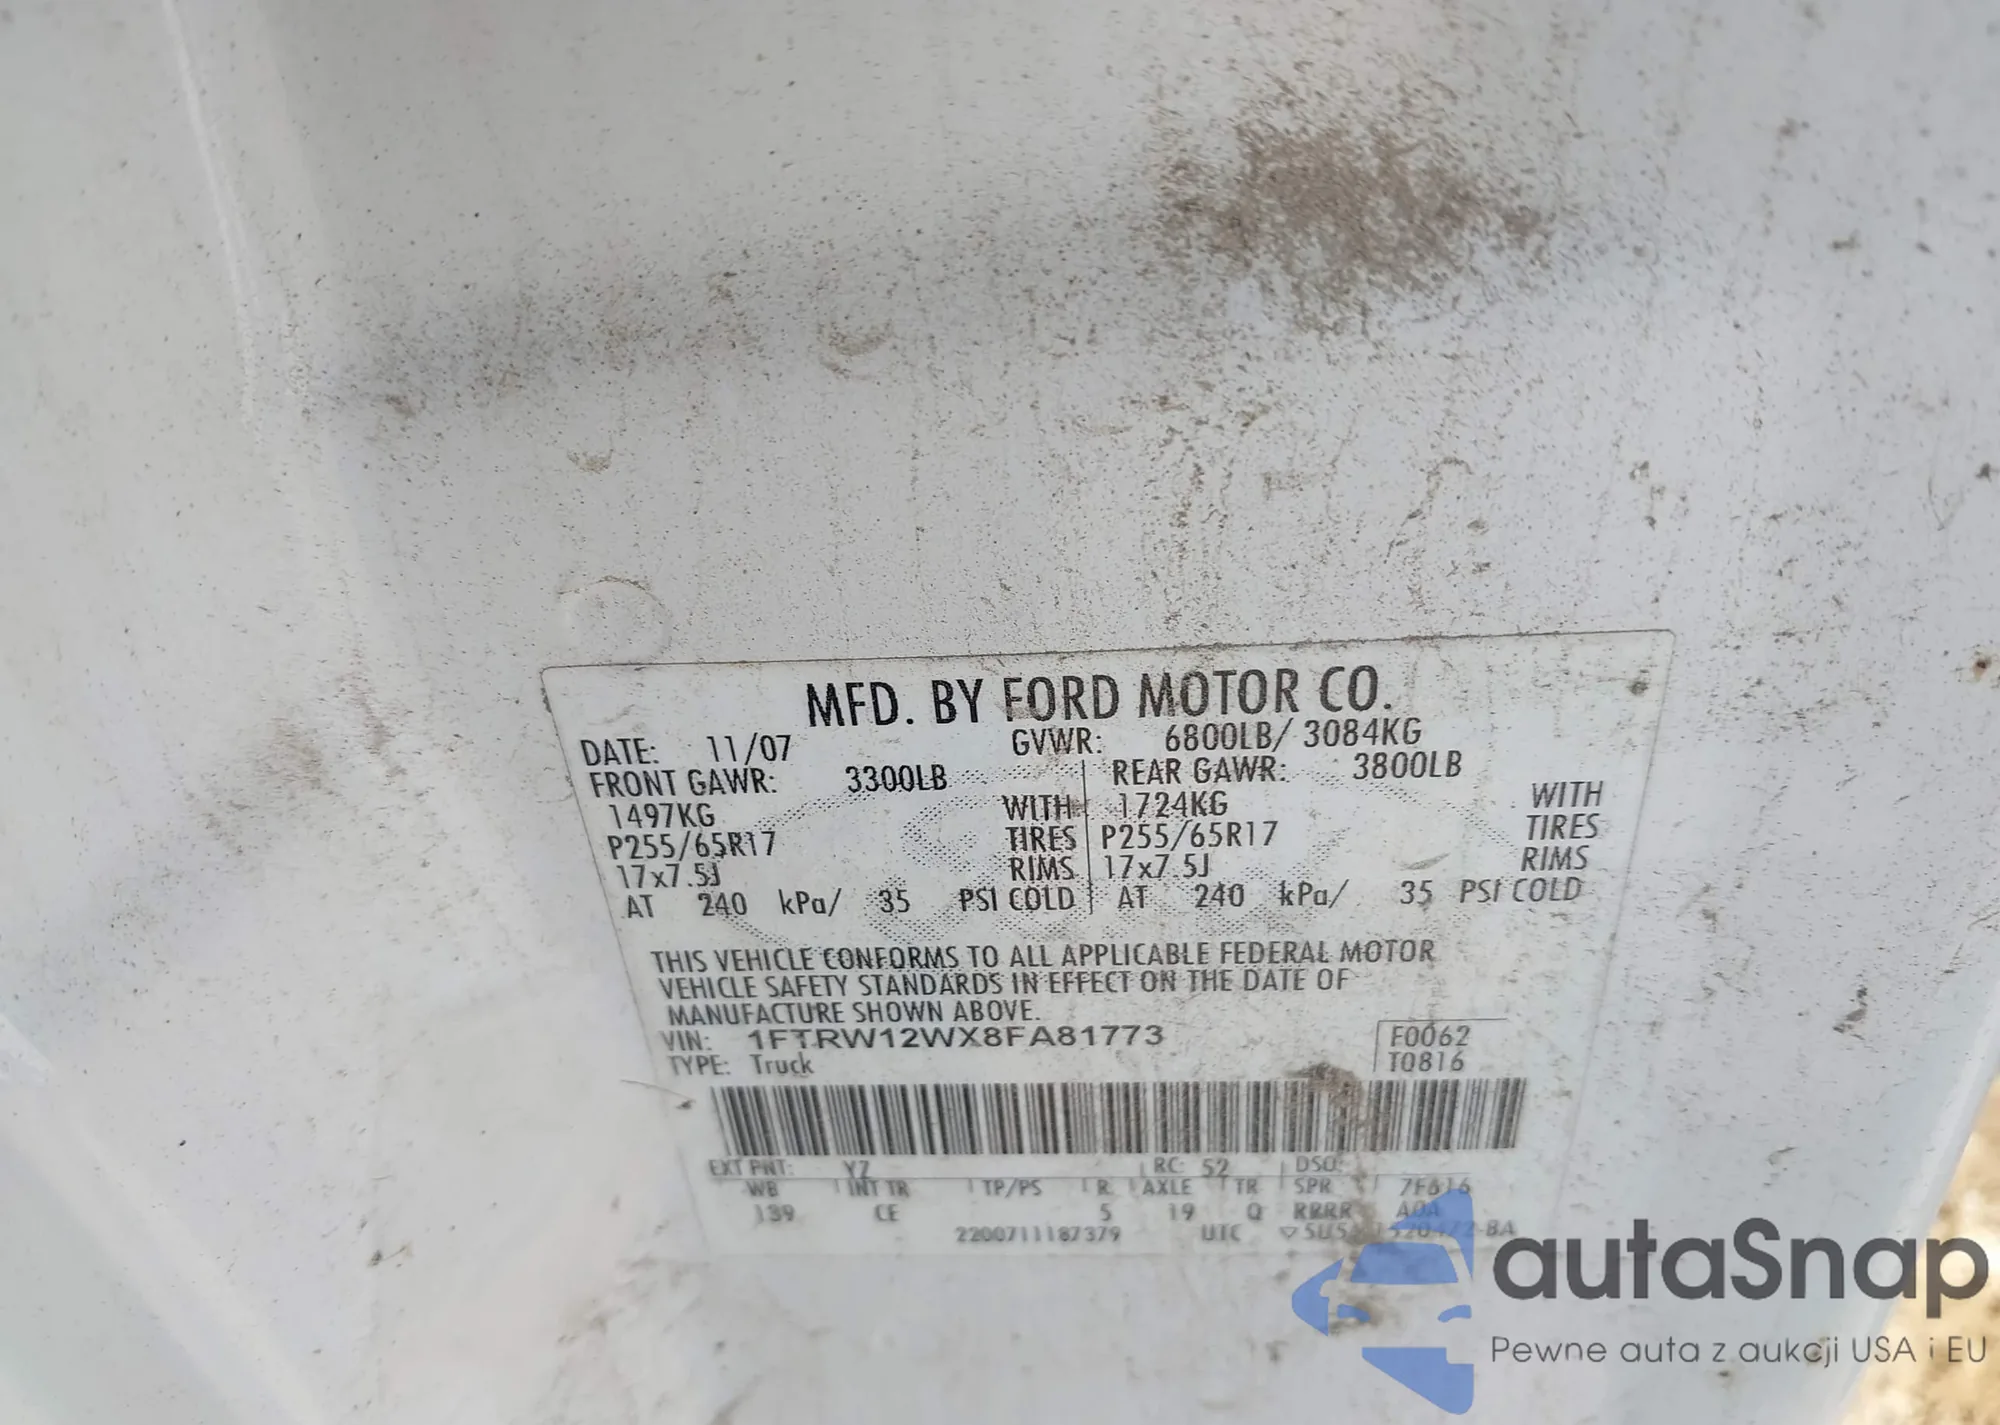 MFD. BY FORD MOTOR CO.
DATE: 11/07 GVWR: 6800LB/ 3084KG
FRONT GAWR: 3300LB REAR GAWR: 3800LB
1497KG WITH 1724KG WITH
P255/65R17 TIRES P255/65R17 TIRES
17x7.5J RIMS 17x7.5J RIMS
AT 240 kPa/ 35 PSI COLD AT 240 kPa/ 35 PSI COLD
THIS VEHICLE CONFORMS TO ALL APPLICABLE FEDERAL MOTOR
VEHICLE SAFETY STANDARDS IN EFFECT ON THE DATE OF
MANUFACTURE SHOWN ABOVE.
VIN: 1FTRW12WX8FA81773 F0062
TYPE: Truck T0816
EXT PNT: YZ RC: 52 DSO:
WB INT TR TP/PS R AXLE TR SPR 7F616
139 CE 5 19 Q RRRR A0A
2200711187379 UTC
autaSnap
Pewne auta z aukcji USA i EU